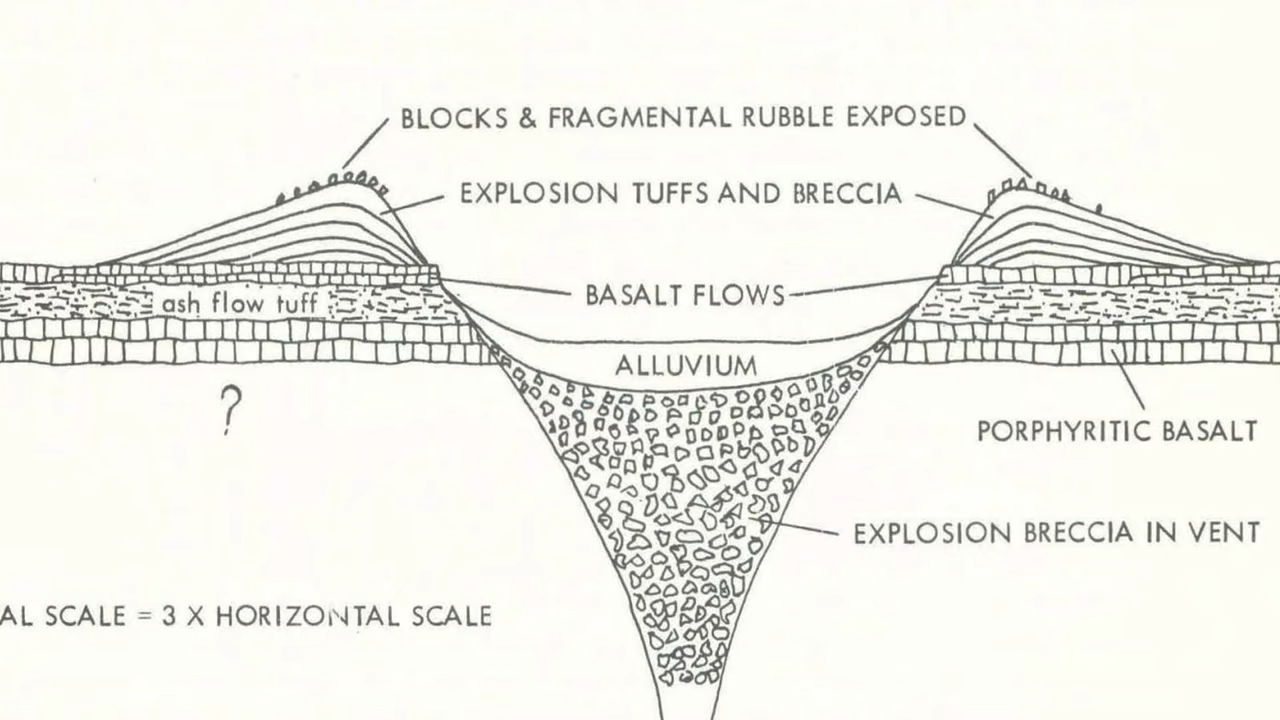 BLOCKS & FRAGMENTAL RUBBLE EXPOSED
EXPLOSION TUFFS AND BRECCIA
BASALT FLOWS
ash flow tuff
ALLUVIUM
?
PORPHYRITIC BASALT
EXPLOSION BRECCIA IN VENT
AL SCALE = 3 X HORIZONTAL SCALE